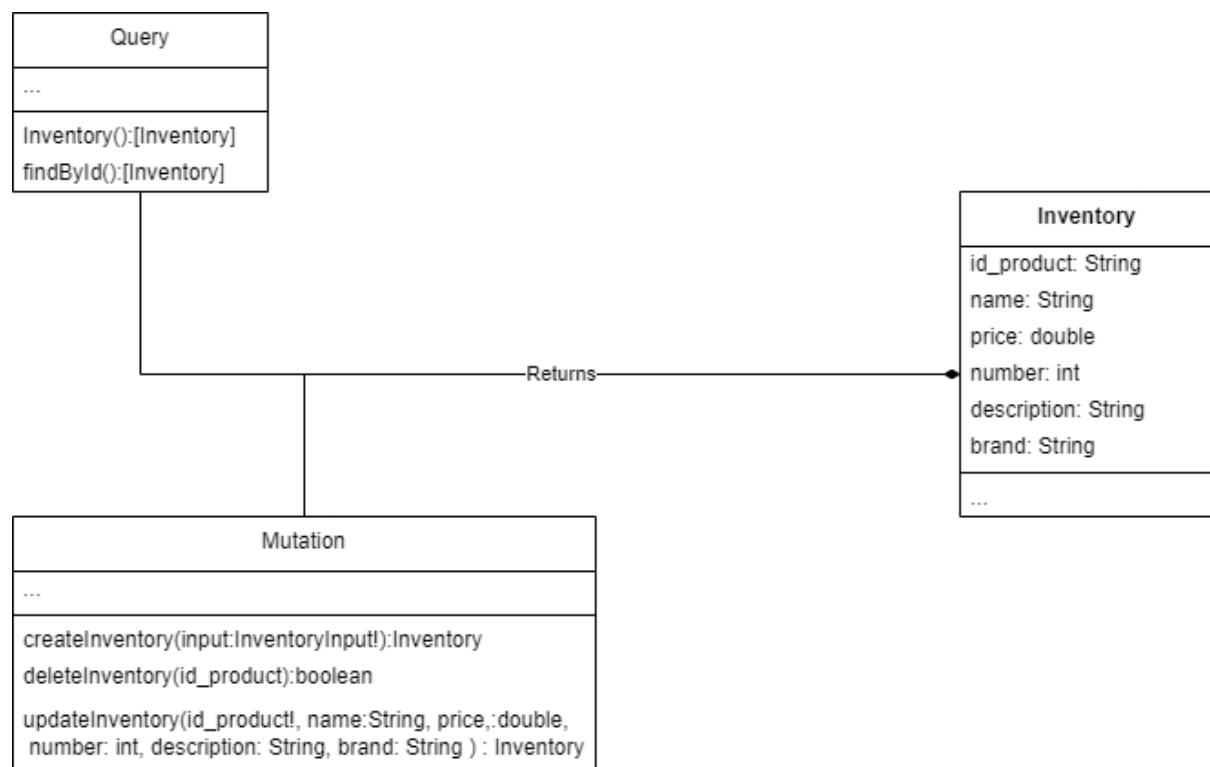 Query
...
Inventory():[Inventory]
findById():[Inventory]
Inventory
id_product: String
name: String
price: double
number: int
description: String
brand: String
...
Returns
Mutation
...
createInventory(input:InventoryInput!):Inventory
deleteInventory(id_product):boolean
updateInventory(id_product!, name:String, price,:double,
number: int, description: String, brand: String ) : Inventory